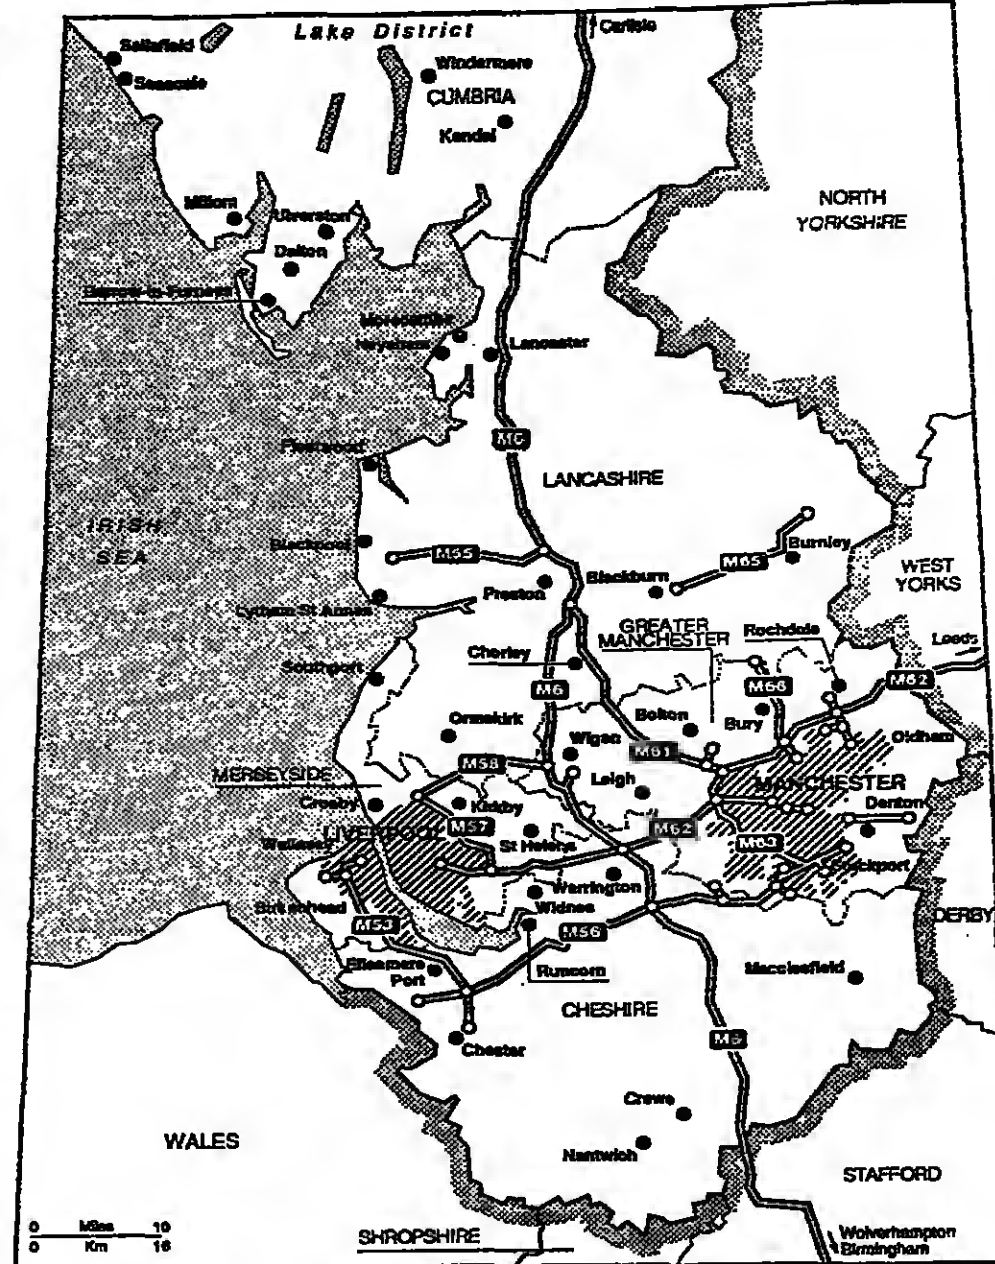 Lake District
Carlisle
Sellafield
Seascale
Windermere
CUMBRIA
Kendal
NORTH
YORKSHIRE
Millom
Ulverston
Dalton
Barrow-in-Furness
Morecambe
Heysham
Lancaster
M6
Fleetwood
LANCASHIRE
IRISH
SEA
Blackpool
M55
Burnley
M65
WEST
YORKS
Preston
Blackburn
Lytham St Annes
GREATER
MANCHESTER
Rochdale
Leeds
Chorley
Southport
M62
M6
M66
Bolton
Bury
Ormskirk
Wigan
M61
Oldham
M58
MERSEYSIDE
Leigh
MANCHESTER
Crosby
Kirkby
Denton
M57
LIVERPOOL
M62
St Helens
M63
Wallasey
Stockport
Warrington
Birkenhead
Widnes
M53
M56
DERBY
Ellesmere
Port
Runcorn
Macclesfield
CHESHIRE
M6
Chester
Crewe
WALES
Nantwich
STAFFORD
0 Miles 10
0 Km 16
SHROPSHIRE
Wolverhampton
Birmingham